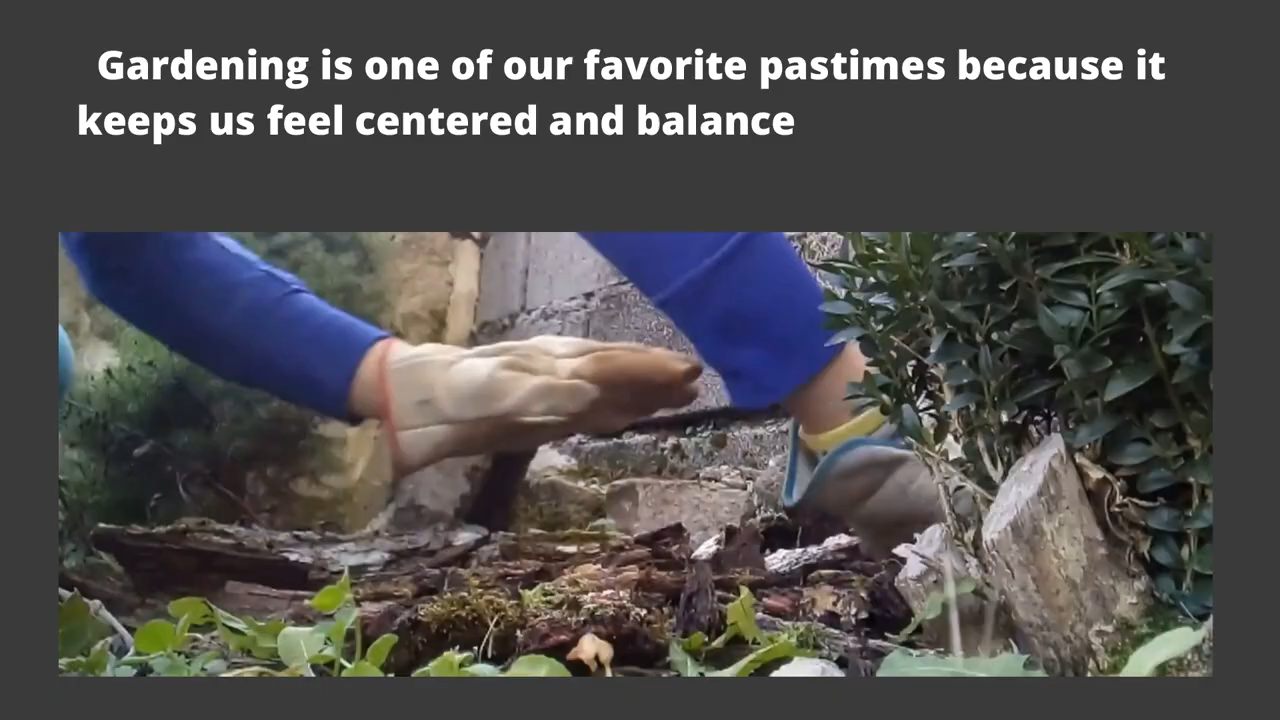 Gardening is one of our favorite pastimes because it
keeps us feel centered and balance